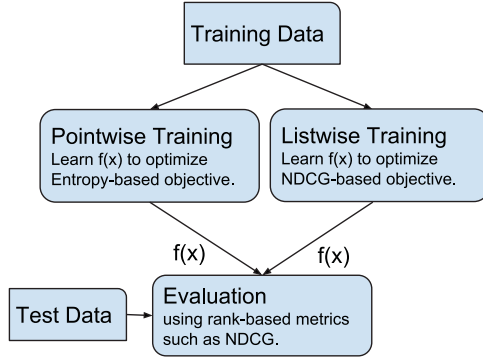 Training Data
Pointwise Training
Learn f(x) to optimize
Entropy-based objective.
Listwise Training
Learn f(x) to optimize
NDCG-based objective.
f(x)
f(x)
Test Data
Evaluation
using rank-based metrics
such as NDCG.